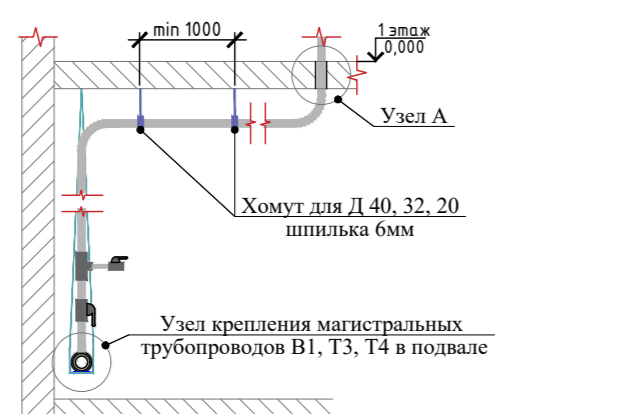 min 1000
1 этаж
0,000
Узел А
Хомут для Д 40, 32, 20
шпилька 6мм
Узел крепления магистральных
трубопроводов В1, Т3, Т4 в подвале